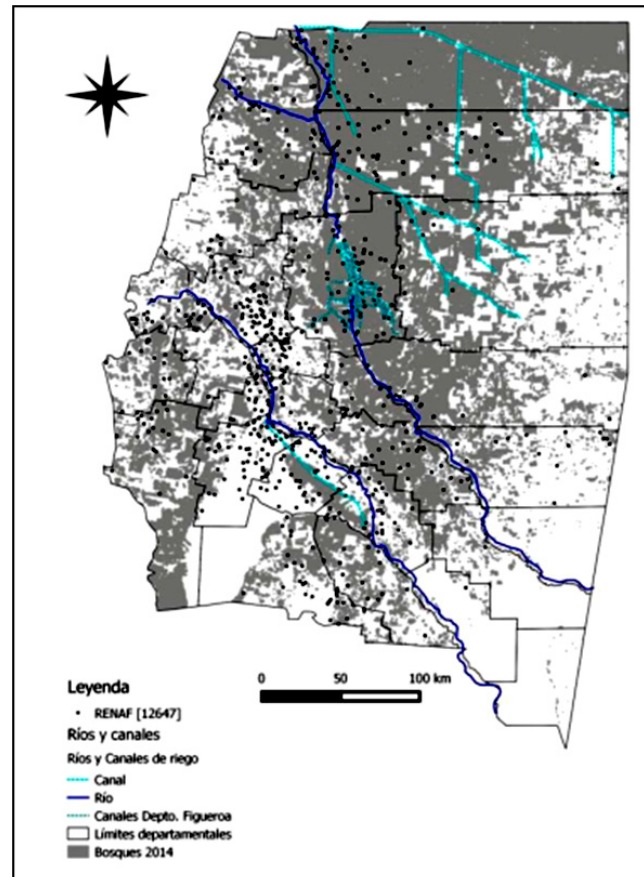 Leyenda
0 50 100 km
RENAF [12647]
Ríos y canales
Ríos y Canales de riego
Canal
Río
Canales Depto. Figueroa
Límites departamentales
Bosques 2014